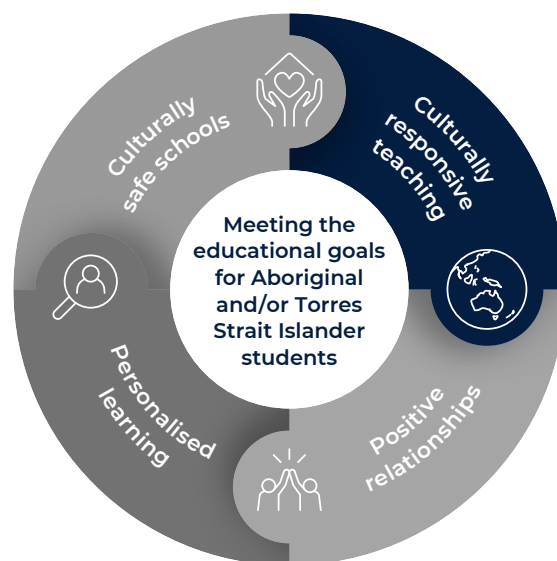 Culturally
safe schools
Culturally
responsive
teaching
Meeting the
educational goals
for Aboriginal
and/or Torres
Strait Islander
students
Personalised
learning
Positive
relationships